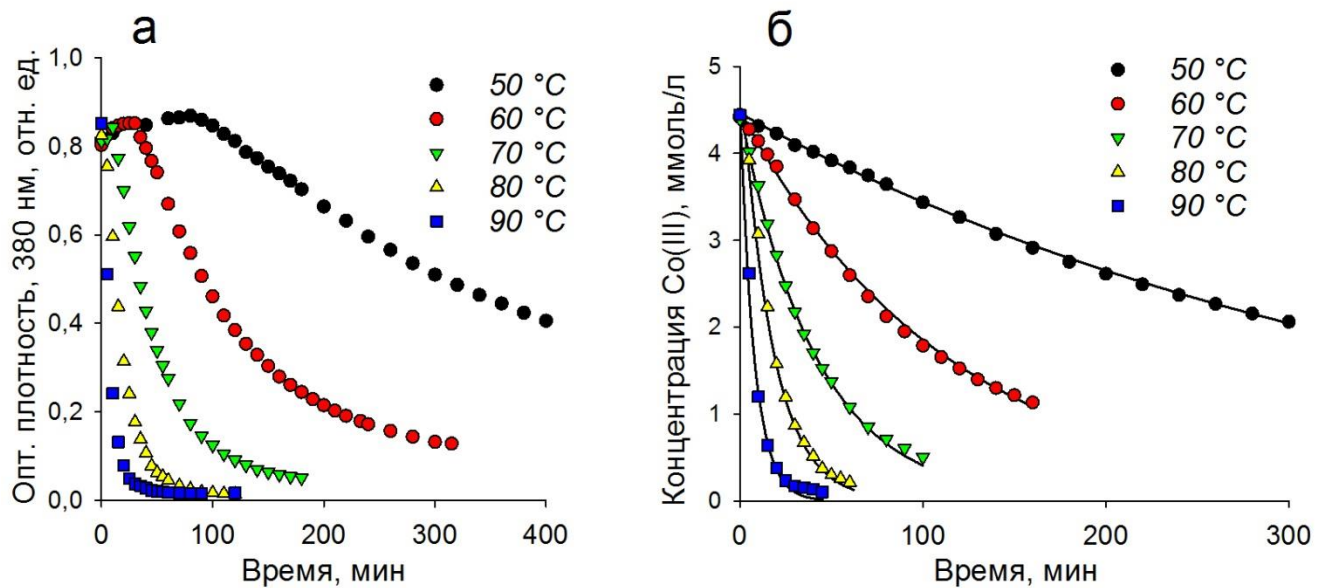 а
Опт. плотность, 380 нм, отн. ед.
1,0
0,8
0,6
0,4
0,2
0,0
0
100
200
300
400
Время, мин
50 °C
60 °C
70 °C
80 °C
90 °C
б
Концентрация Co(III), ммоль/л
5
4
3
2
1
0
0
100
200
300
Время, мин
50 °C
60 °C
70 °C
80 °C
90 °C